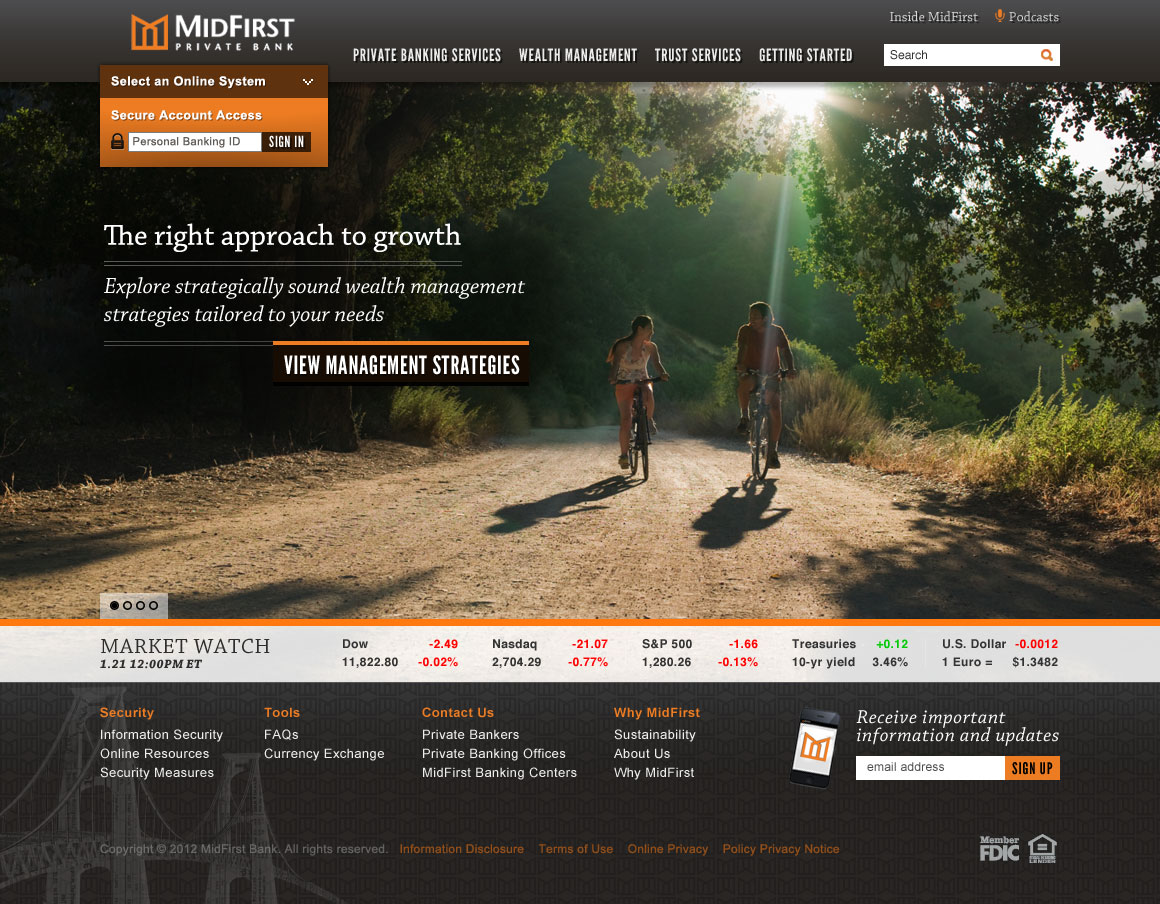 MIDFIRST
PRIVATE BANK
Inside MidFirst
Podcasts
PRIVATE BANKING SERVICES
WEALTH MANAGEMENT
TRUST SERVICES
GETTING STARTED
Search
Select an Online System
Secure Account Access
Personal Banking ID
SIGN IN
The right approach to growth
Explore strategically sound wealth management
strategies tailored to your needs
VIEW MANAGEMENT STRATEGIES
MARKET WATCH
1.21 12:00PM ET
Dow -2.49
11,822.80 -0.02%
Nasdaq -21.07
2,704.29 -0.77%
S&P 500 -1.66
1,280.26 -0.13%
Treasuries +0.12
10-yr yield 3.46%
U.S. Dollar -0.0012
1 Euro = $1.3482
Security
Information Security
Online Resources
Security Measures
Tools
FAQs
Currency Exchange
Contact Us
Private Bankers
Private Banking Offices
MidFirst Banking Centers
Why MidFirst
Sustainability
About Us
Why MidFirst
Receive important
information and updates
email address
SIGN UP
Copyright © 2012 MidFirst Bank. All rights reserved.
Information Disclosure
Terms of Use
Online Privacy
Policy Privacy Notice
Member
FDIC
EQUAL HOUSING
LENDER